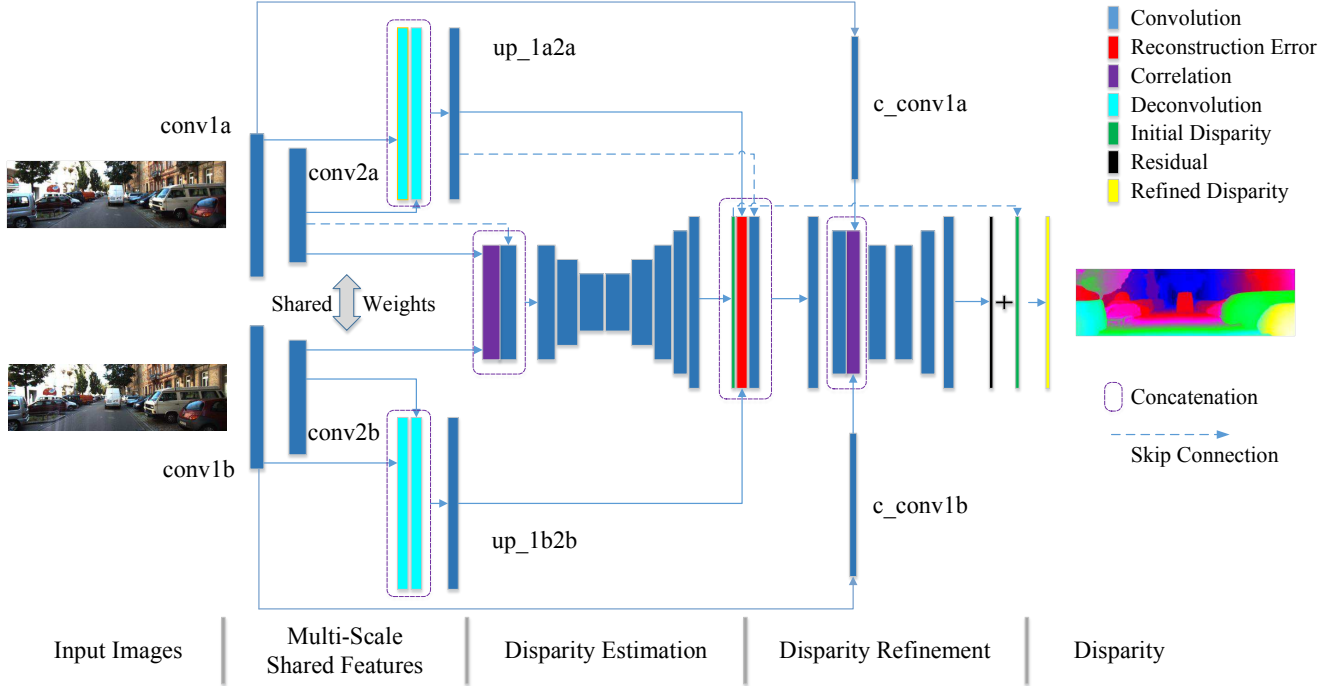 up_1a2a
conv1a
conv2a
c_conv1a
Convolution
Reconstruction Error
Correlation
Deconvolution
Initial Disparity
Residual
Refined Disparity
Shared Weights
+
conv2b
conv1b
up_1b2b
c_conv1b
Concatenation
Skip Connection
Input Images
Multi-Scale
Shared Features
Disparity Estimation
Disparity Refinement
Disparity